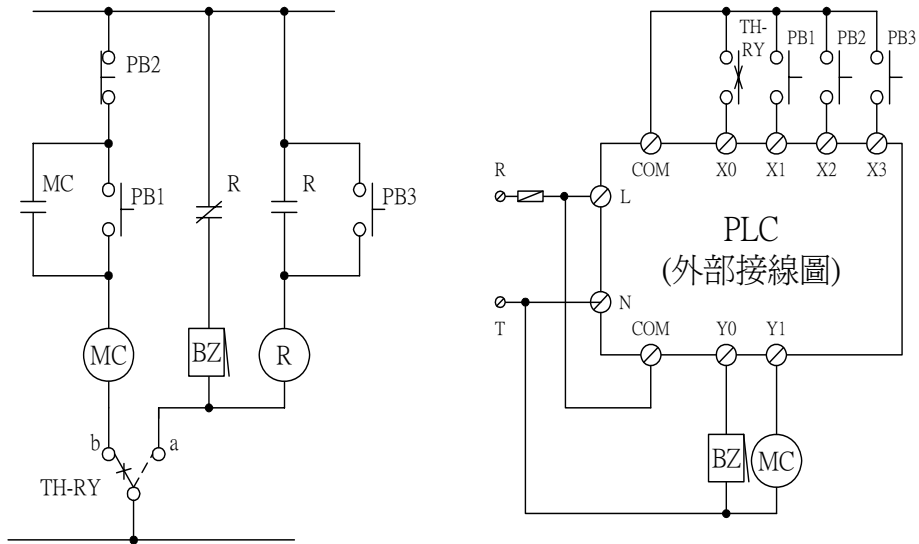 PB2
MC
PB1
R
R
PB3
MC
BZ
R
b
a
TH-RY
TH-
RY
PB1
PB2
PB3
COM
X0
X1
X2
X3
R
L
PLC
(外部接線圖)
T
N
COM
Y0
Y1
BZ
MC